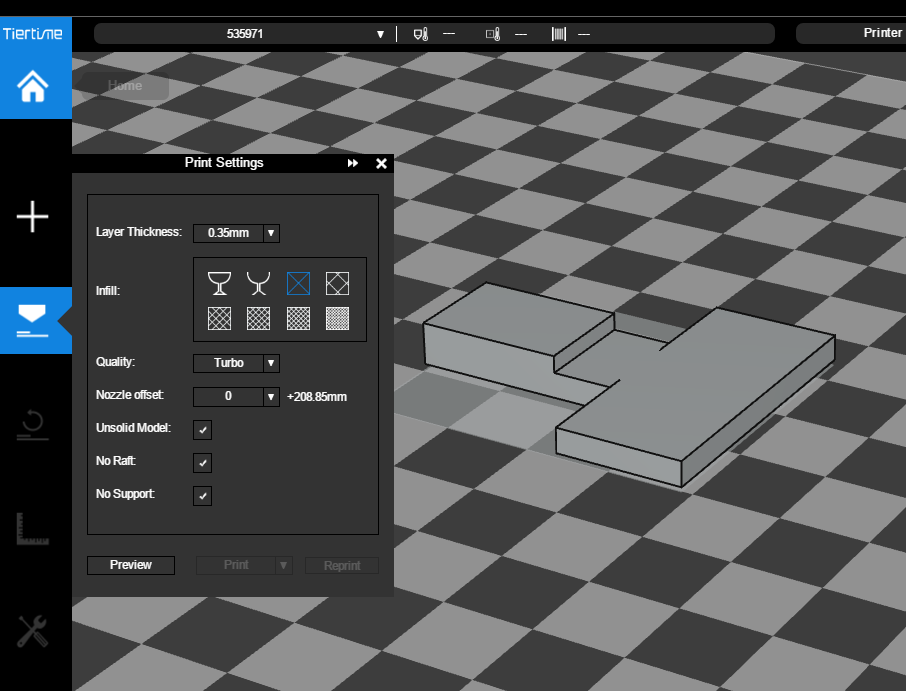 Tiertime
535971
---
---
---
Printer
Home
Print Settings
Layer Thickness:
0.35mm
Infill:
Quality:
Turbo
Nozzle offset:
0
+208.85mm
Unsolid Model:
No Raft:
No Support:
Preview
Print
Reprint